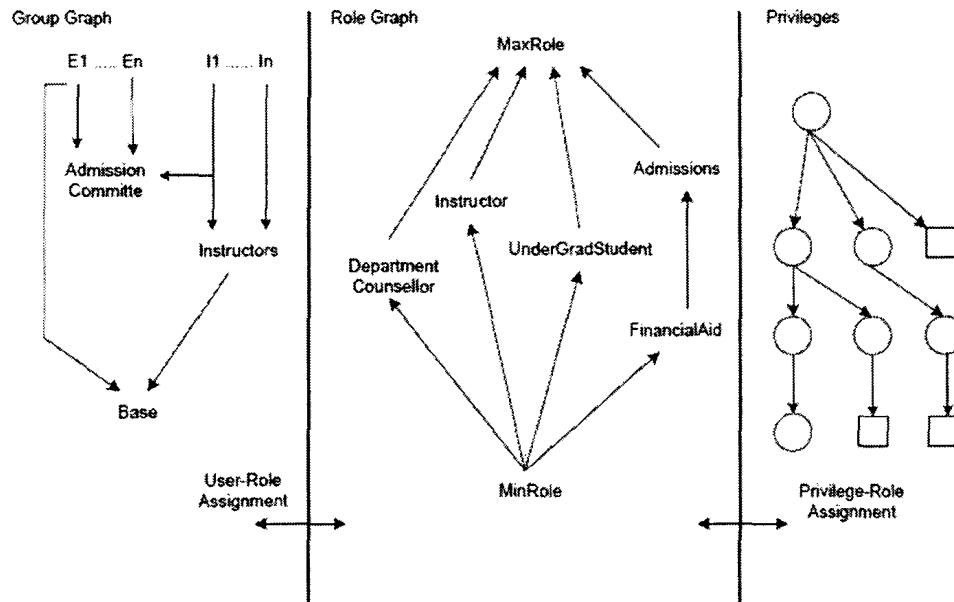 Group Graph
E1 ..... En
I1 ...... In
Admission
Committe
Instructors
Base
User-Role
Assignment
Role Graph
MaxRole
Admissions
Instructor
UnderGradStudent
Department
Counsellor
FinancialAid
MinRole
Privileges
Privilege-Role
Assignment